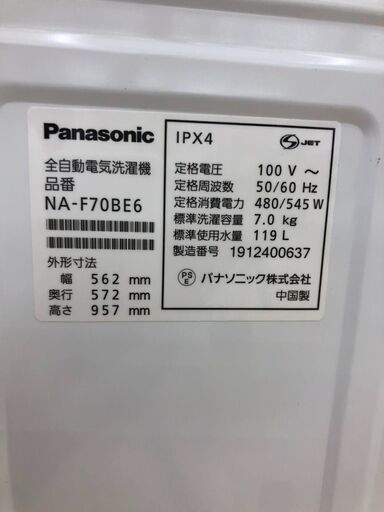 Panasonic
全自動電気洗濯機
品番
NA-F70BE6
外形寸法
幅 562 mm
奥行 572 mm
高さ 957 mm
IPX4
S JET
定格電圧 100 V ～
定格周波数 50/60 Hz
定格消費電力 480/545 W
標準洗濯容量 7.0 kg
標準使用水量 119 L
製造番号 1912400637
PS E パナソニック株式会社
中国製